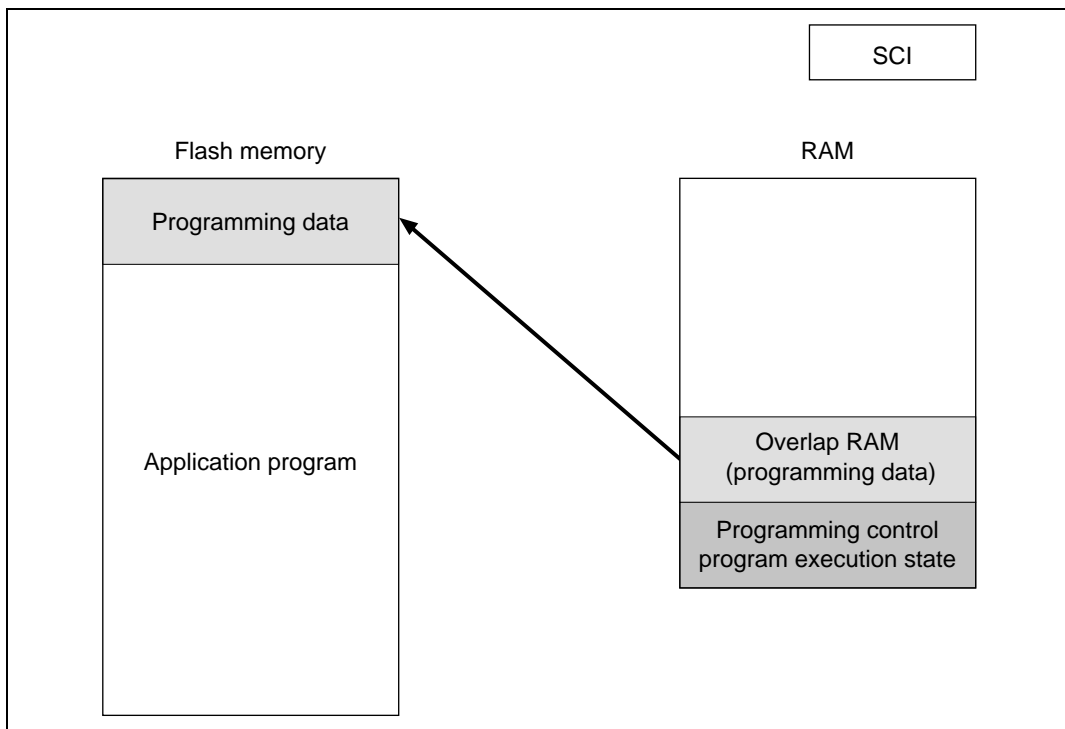 SCI
Flash memory
RAM
Programming data
Application program
Overlap RAM
(programming data)
Programming control
program execution state